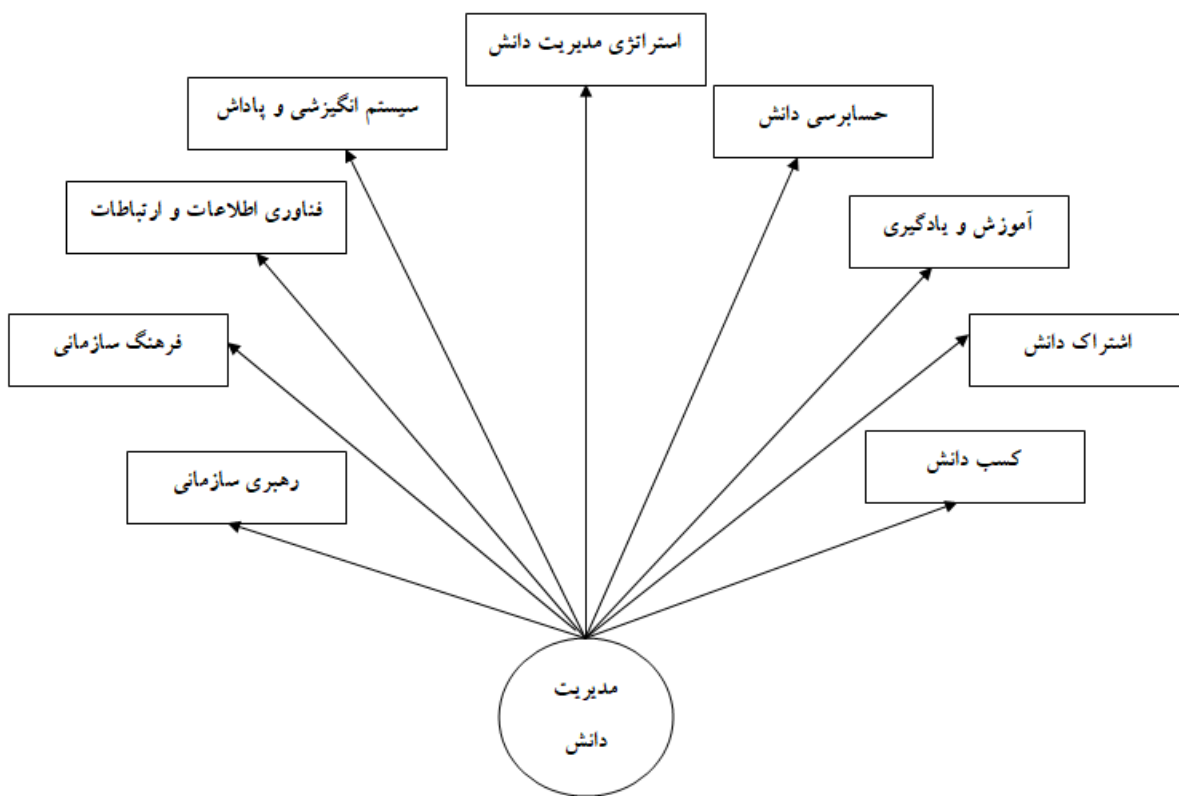 استراتژی مدیریت دانش
حسابرسی دانش
سیستم انگیزشی و پاداش
آموزش و یادگیری
فناوری اطلاعات و ارتباطات
اشتراک دانش
فرهنگ سازمانی
کسب دانش
رهبری سازمانی
مدیریت
دانش